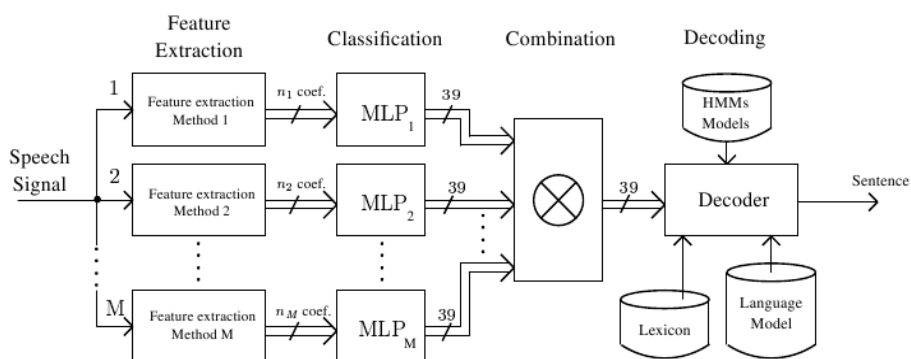 Feature
Extraction
Classification
Combination
Decoding
Speech
Signal
1
Feature extraction
Method 1
n₁ coef.
MLP₁
39
HMMs
Models
2
Feature extraction
Method 2
n₂ coef.
MLP₂
39
39
Decoder
Sentence
M
Feature extraction
Method M
n_M coef.
MLP_M
39
Lexicon
Language
Model